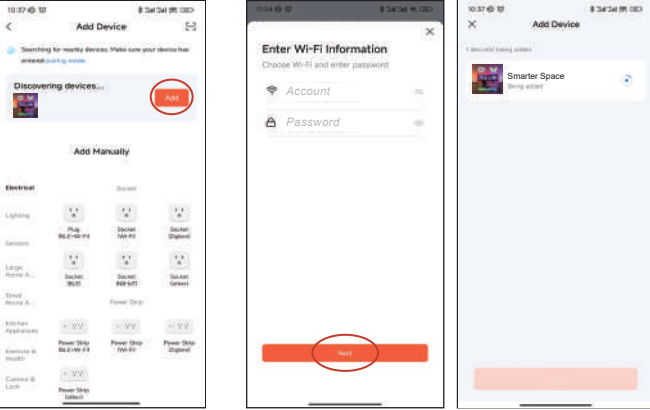 10:37
Add Device
Searching for nearby devices. Make sure your device has
entered pairing mode.
Discovering devices...
Add
Add Manually
Electrical
Socket
Lighting
Plug
(BLE+Wi-Fi)
Socket
(Wi-Fi)
Socket
(Zigbee)
Sensors
Large
Home A...
Socket
(BLE)
Socket
(NB-IoT)
Socket
(other)
Small
Home A...
Power Strip
Kitchen
Appliances
Power Strip
(BLE+Wi-Fi)
Power Strip
(Wi-Fi)
Power Strip
(Zigbee)
Exercise &
Health
Camera &
Lock
Power Strip
(other)
11:34
Enter Wi-Fi Information
Choose Wi-Fi and enter password
Account
Password
Next
10:37
Add Device
1 device(s) being added
Smarter Space
Being added